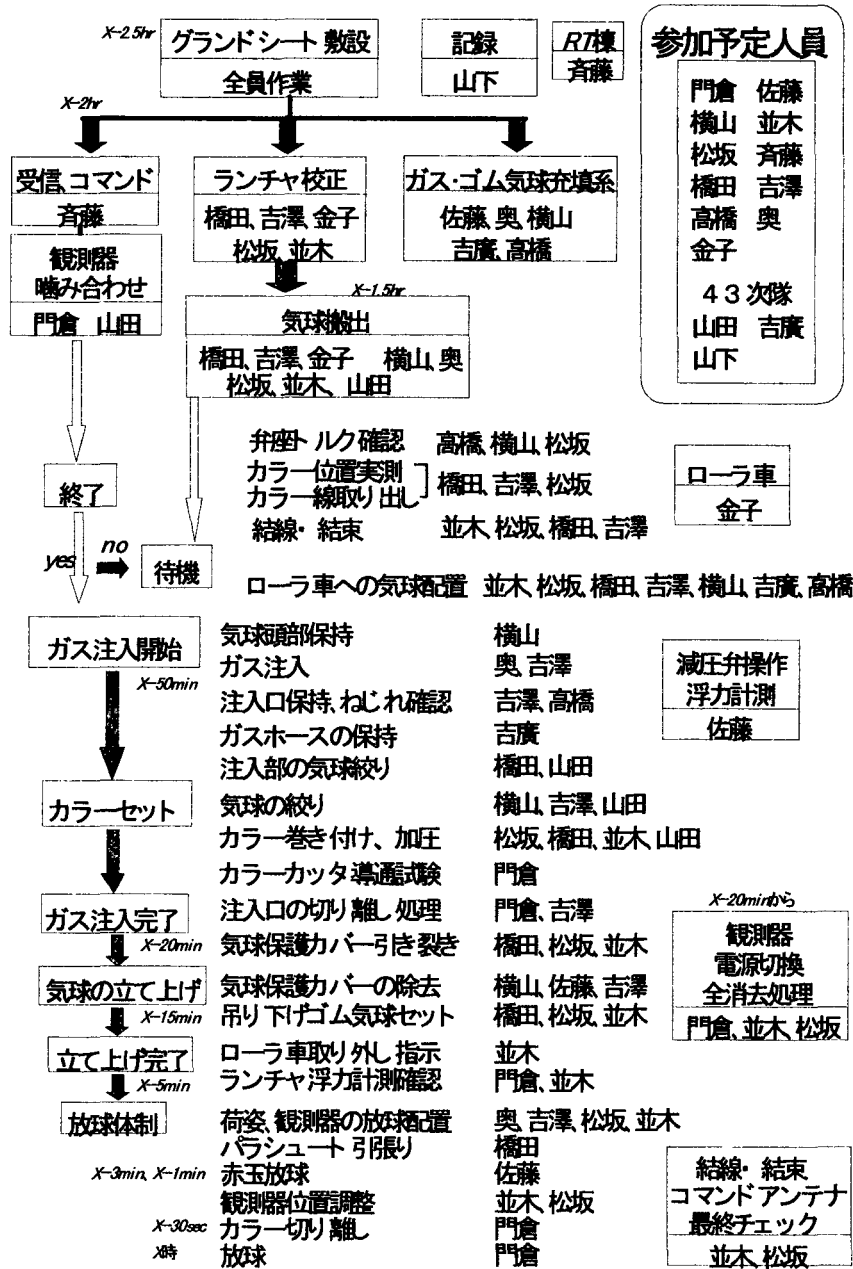 X-2.5hr
グランドシート敷設
全員作業
記録
山下
RT棟
斉藤
参加予定人員
門倉 佐藤
横山 並木
松坂 斉藤
橋田 吉澤
高橋 奥
金子
43次隊
山田 吉廣
山下
X-2hr
受信、コマンド
斉藤
ランチャ校正
橋田、吉澤、金子
松坂、並木
ガス・ゴム気球充填系
佐藤、奥、横山
吉廣、高橋
観測器
噛み合わせ
門倉 山田
X-1.5hr
気球搬出
橋田、吉澤、金子 横山、奥
松坂、並木、山田
弁座トルク確認 高橋、横山、松坂
カラー位置実測
カラー線取り出し
橋田、吉澤、松坂
結線・結束 並木、松坂、橋田、吉澤
ローラ車
金子
終了
yes no
待機
ローラ車への気球配置 並木、松坂、橋田、吉澤、横山、吉廣、高橋
ガス注入開始
X-50min
気球頭部保持 横山
ガス注入 奥、吉澤
注入口保持、ねじれ確認 吉澤、高橋
ガスホースの保持 吉廣
注入部の気球絞り 橋田、山田
減圧弁操作
浮力計測
佐藤
カラーセット
気球の絞り 横山、吉澤、山田
カラー巻き付け、加圧 松坂、橋田、並木、山田
カラーカッタ導通試験 門倉
ガス注入完了
注入口の切り離し処理 門倉、吉澤
X-20min
気球保護カバー引き裂き 橋田、松坂、並木
X-20minから
観測器
電源切換
全消去処理
門倉、並木、松坂
気球の立て上げ
気球保護カバーの除去 横山、佐藤、吉澤
X-15min
吊り下げゴム気球セット 橋田、松坂、並木
立て上げ完了
ローラ車取り外し指示 並木
X-5min
ランチャ浮力計測確認 門倉、並木
放球体制
荷姿、観測器の放球配置 奥、吉澤、松坂、並木
パラシュート引張り 橋田
X-3min、X-1min 赤玉放球 佐藤
観測器位置調整 並木、松坂
X-30sec カラー切り離し 門倉
X時 放球 門倉
結線・結束
コマンドアンテナ
最終チェック
並木、松坂